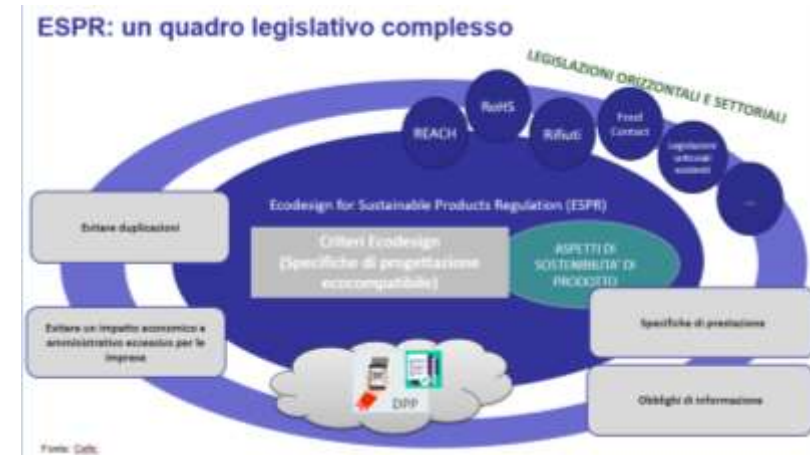 ESPR: un quadro legislativo complesso
LEGISLAZIONI ORIZZONTALI E SETTORIALI
REACH
RoHS
Rifiuti
Food
Contact
Legislazioni
settoriali
esistenti
...
Ecodesign for Sustainable Products Regulation (ESPR)
Criteri Ecodesign
(Specifiche di progettazione
ecocompatibile)
ASPETTI DI
SOSTENIBILITA' DI
PRODOTTO
Evitare duplicazioni
Evitare un impatto economico e
amministrativo eccessivo per le
imprese
Specifiche di prestazione
Obblighi di informazione
DPP
Fonte: Cefic